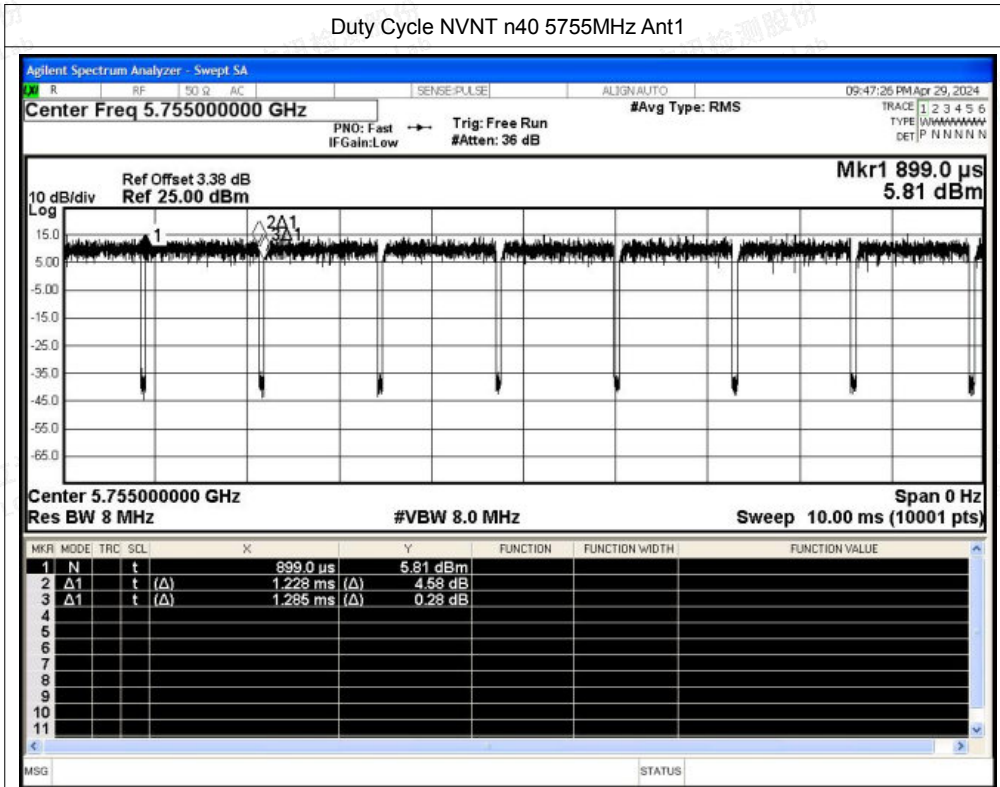 Duty Cycle NVNT n40 5755MHz Ant1
Agilent Spectrum Analyzer - Swept SA
LXI R RF 50 Ω AC SENSE:PULSE ALIGNAUTO 09:47:26 PM Apr 29, 2024
Center Freq 5.755000000 GHz #Avg Type: RMS TRACE 1 2 3 4 5 6
PNO: Fast Trig: Free Run TYPE WWWWWW
IFGain:Low #Atten: 36 dB DET P N N N N N
Mkr1 899.0 µs
Ref Offset 3.38 dB
10 dB/div Ref 25.00 dBm 5.81 dBm
Log
15.0
5.00
-5.00
-15.0
-25.0
-35.0
-45.0
-55.0
-65.0
1
2Δ1
3Δ1
Center 5.755000000 GHz Span 0 Hz
Res BW 8 MHz #VBW 8.0 MHz Sweep 10.00 ms (10001 pts)
MKR MODE TRC SCL X Y FUNCTION FUNCTION WIDTH FUNCTION VALUE
1 N t 899.0 µs 5.81 dBm
2 Δ1 t (Δ) 1.228 ms (Δ) 4.58 dB
3 Δ1 t (Δ) 1.285 ms (Δ) 0.28 dB
4
5
6
7
8
9
10
11
MSG STATUS